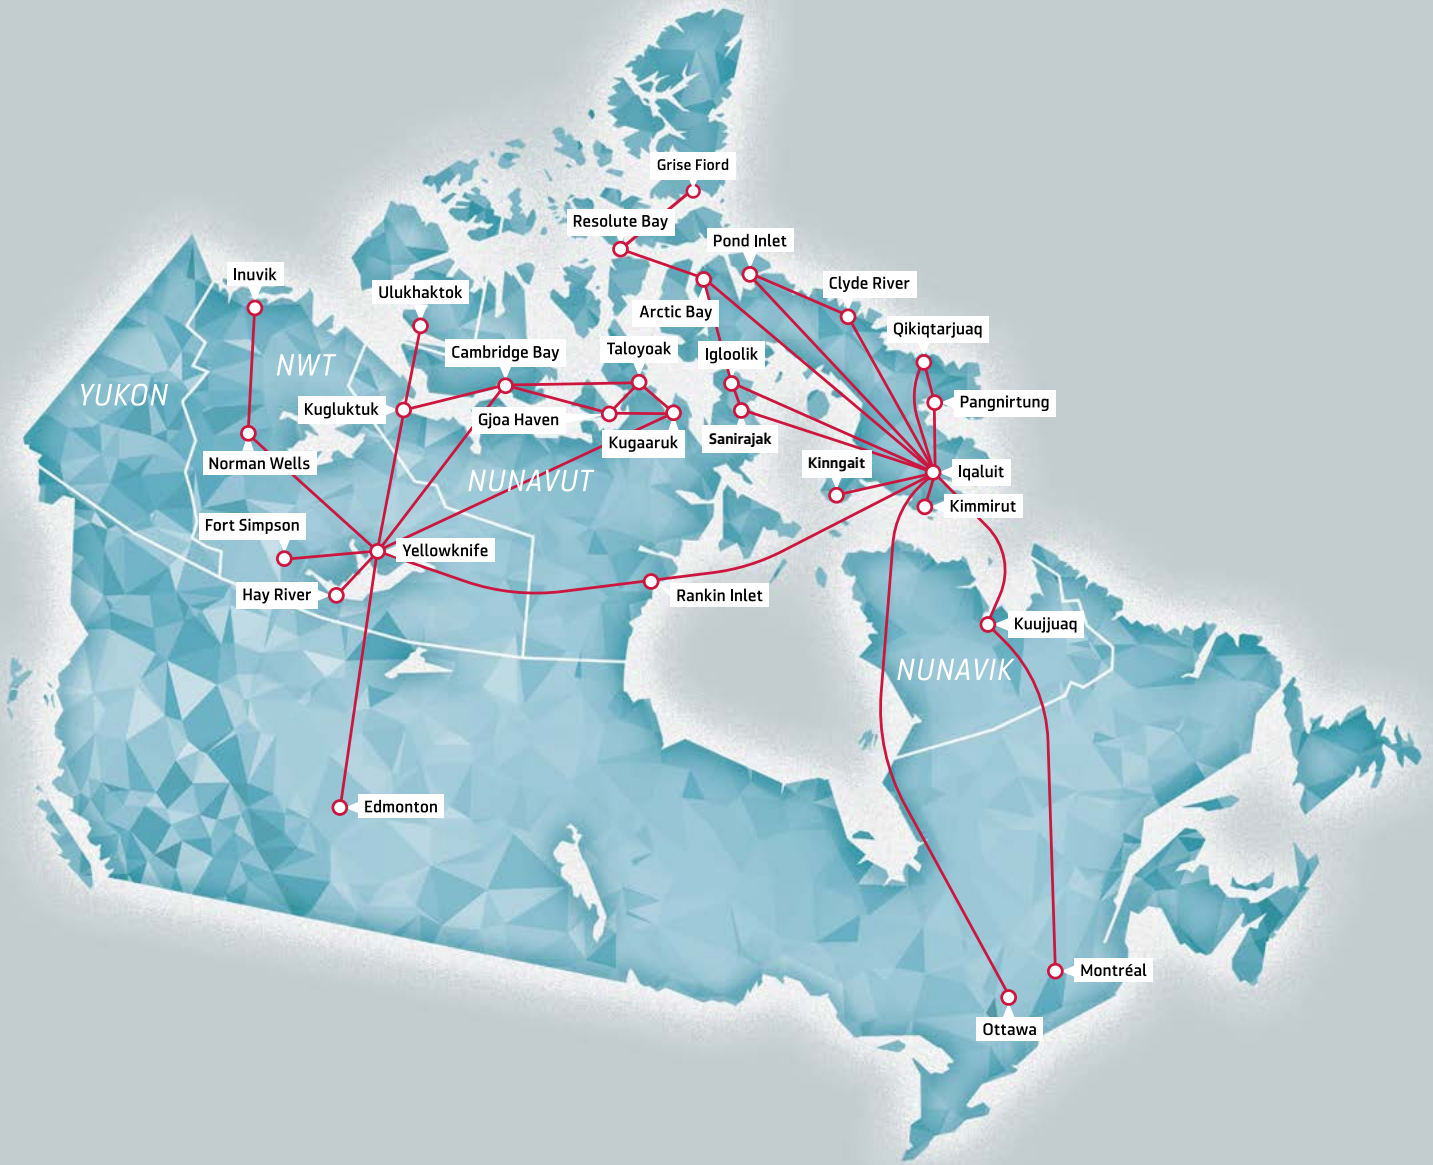 Grise Fiord
Resolute Bay
Pond Inlet
Inuvik
Clyde River
Ulukhaktok
Arctic Bay
Qikiqtarjuaq
Cambridge Bay
Taloyoak
Igloolik
NWT
YUKON
Kugluktuk
Pangnirtung
Gjoa Haven
Kugaaruk
Sanirajak
Norman Wells
Kinngait
Iqaluit
NUNAVUT
Kimmirut
Fort Simpson
Yellowknife
Hay River
Rankin Inlet
Kuujjuaq
NUNAVIK
Edmonton
Montréal
Ottawa